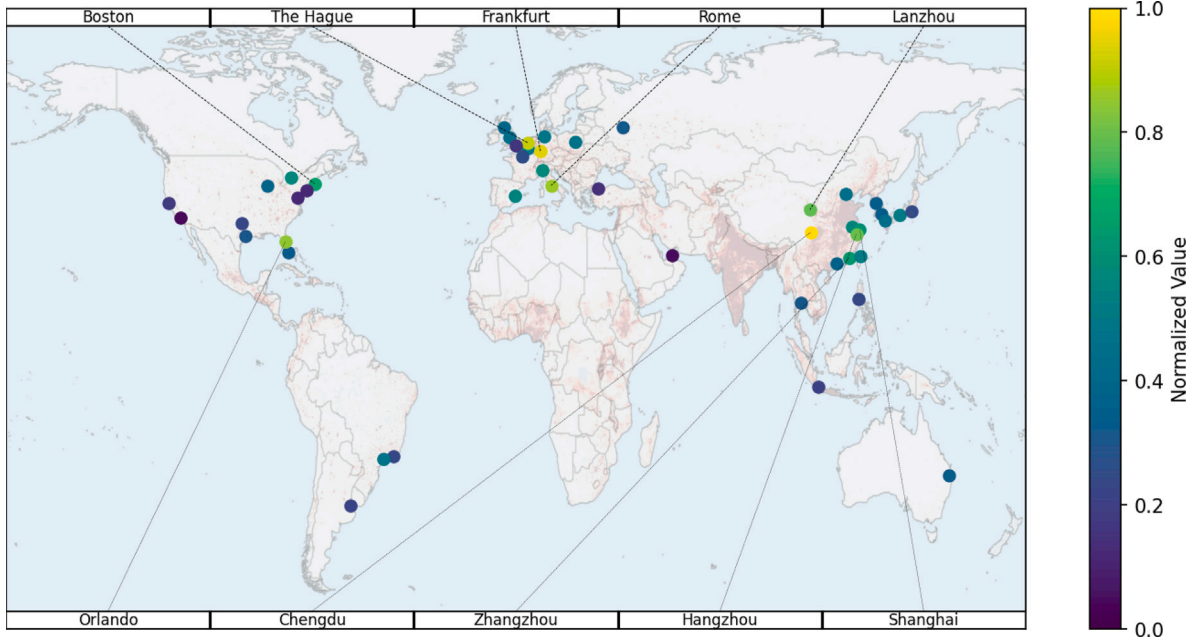 Boston The Hague Frankfurt Rome Lanzhou
Orlando Chengdu Zhangzhou Hangzhou Shanghai
1.0
0.8
0.6
0.4
0.2
0.0
Normalized Value